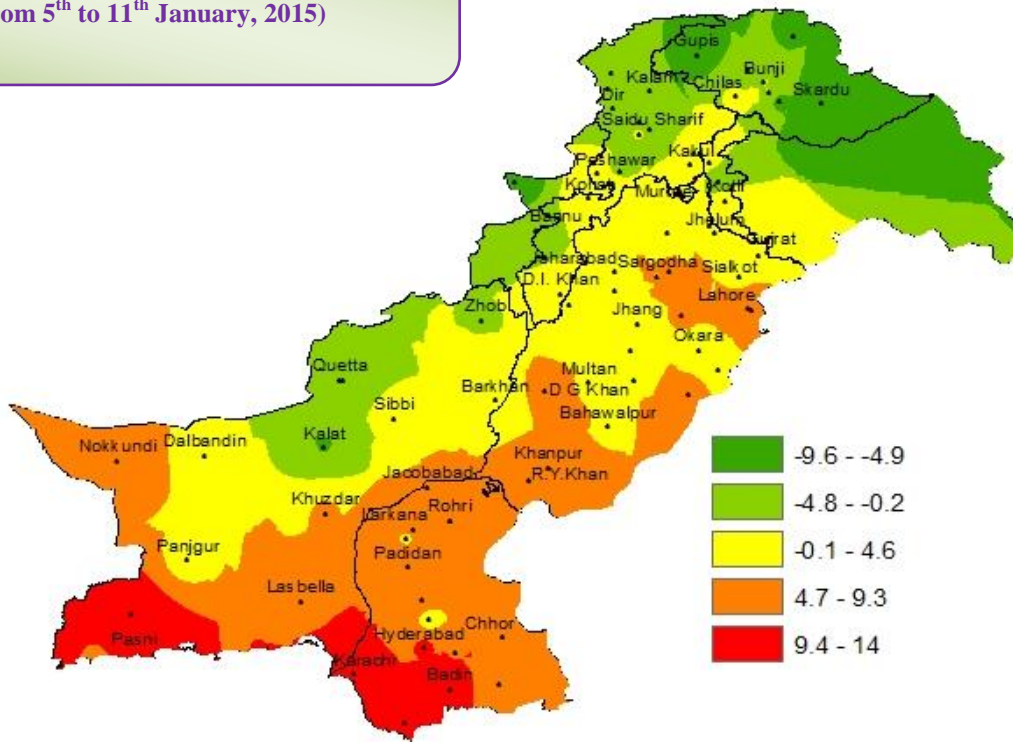 om 5th to 11th January, 2015)
Gupis
Kalam
Chilas
Bunji
Skardu
Dir
Saidu Sharif
Peshawar
Kakul
Kohat
Kotli
Bannu
Jhelum
Gujrat
Sargodha
Sialkot
D.I. Khan
Lahore
Zhob
Jhang
Okara
Quetta
Multan
Barkhan
D G Khan
Sibbi
Bahawalpur
Kalat
Nokkundi
Dalbandin
Khanpur
Jacobabad
R.Y.Khan
Khuzdar
Rohri
Larkana
Panjgur
Padidan
Las bella
Chhor
Hyderabad
Pasni
Karachi
Badin
-9.6 - -4.9
-4.8 - -0.2
-0.1 - 4.6
4.7 - 9.3
9.4 - 14